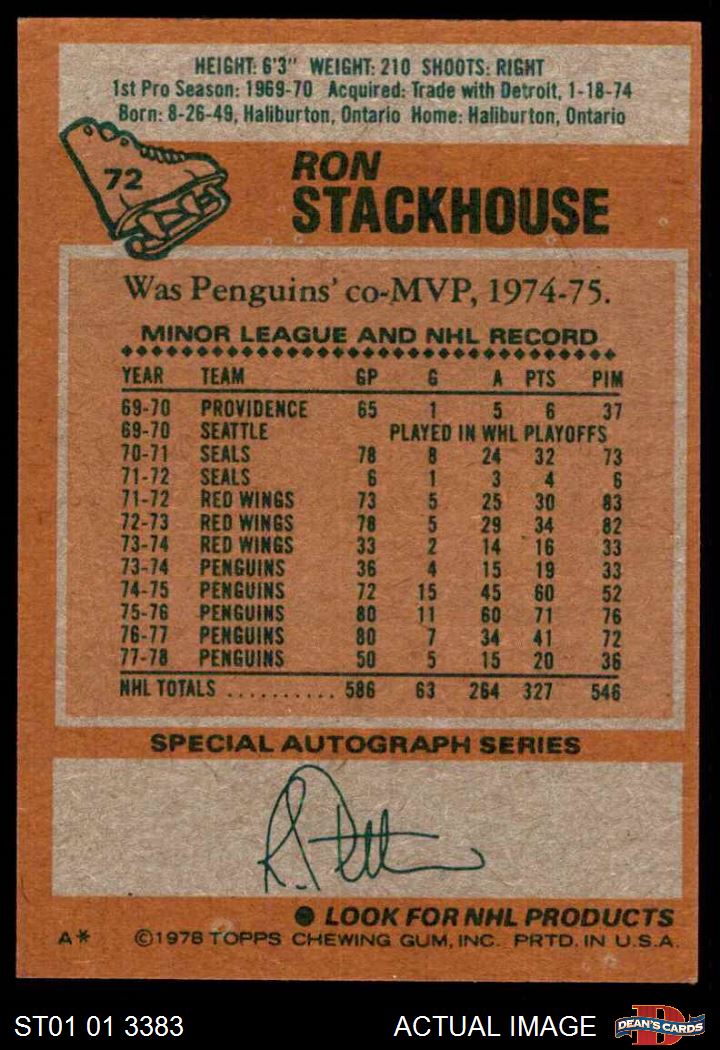 HEIGHT: 6'3" WEIGHT: 210 SHOOTS: RIGHT
1st Pro Season: 1969-70 Acquired: Trade with Detroit, 1-18-74
Born: 8-26-49, Haliburton, Ontario Home: Haliburton, Ontario
72
RON
STACKHOUSE
Was Penguins' co-MVP, 1974-75.
MINOR LEAGUE AND NHL RECORD
YEAR TEAM GP G A PTS PIM
69-70 PROVIDENCE 65 1 5 6 37
69-70 SEATTLE PLAYED IN WHL PLAYOFFS
70-71 SEALS 78 8 24 32 73
71-72 SEALS 6 1 3 4 6
71-72 RED WINGS 73 5 25 30 83
72-73 RED WINGS 78 5 29 34 82
73-74 RED WINGS 33 2 14 16 33
73-74 PENGUINS 36 4 15 19 33
74-75 PENGUINS 72 15 45 60 52
75-76 PENGUINS 80 11 60 71 76
76-77 PENGUINS 80 7 34 41 72
77-78 PENGUINS 50 5 15 20 36
NHL TOTALS .......... 586 63 264 327 546
SPECIAL AUTOGRAPH SERIES
● LOOK FOR NHL PRODUCTS
A* ©1978 TOPPS CHEWING GUM, INC. PRTD. IN U.S.A.
ST01 01 3383 ACTUAL IMAGE DEAN'S CARDS